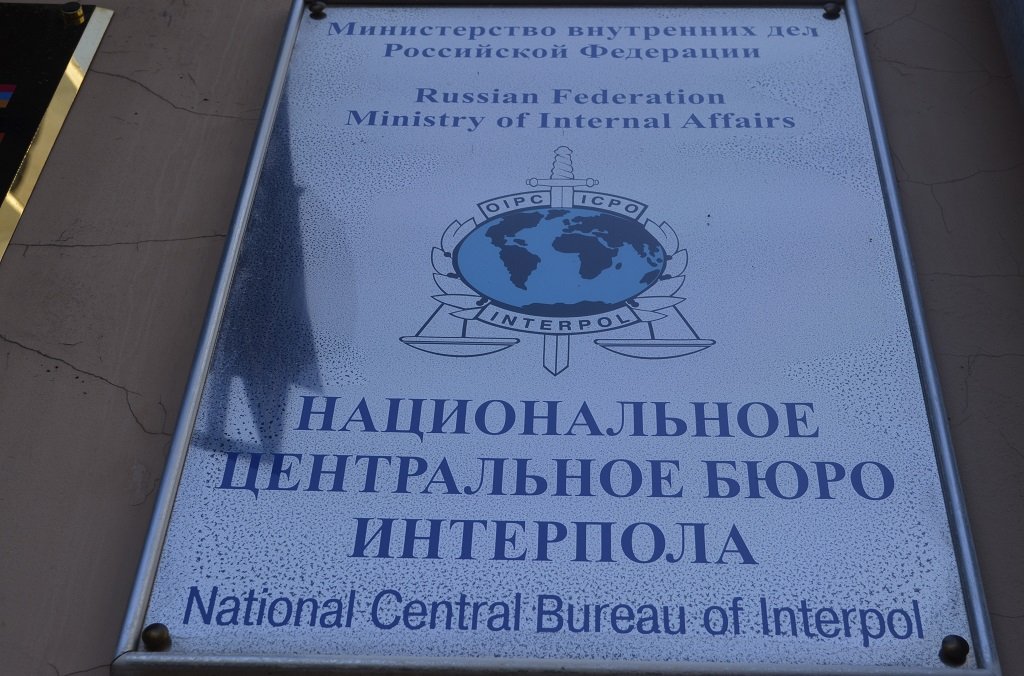 Министерство внутренних дел
Российской Федерации
Russian Federation
Ministry of Internal Affairs
OIPC ICPO
INTERPOL
НАЦИОНАЛЬНОЕ
ЦЕНТРАЛЬНОЕ БЮРО
ИНТЕРПОЛА
National Central Bureau of Interpol